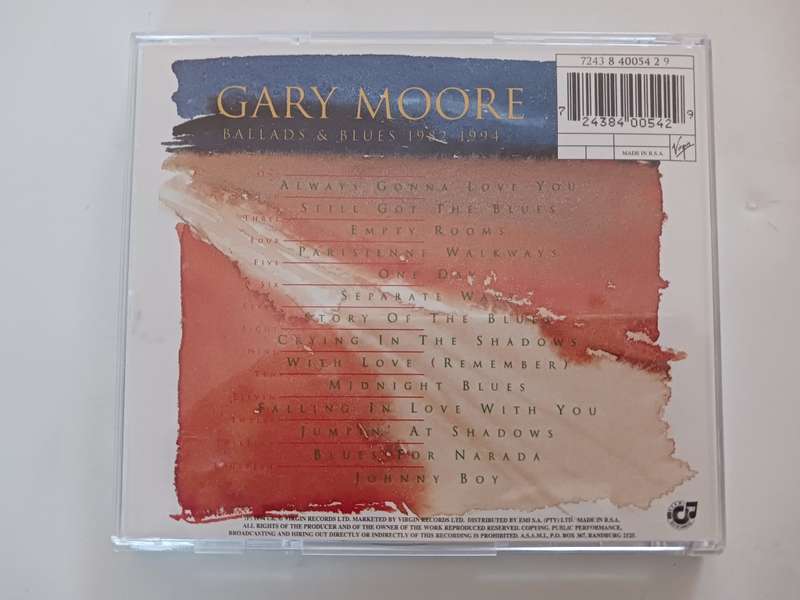 7243 8 40054 2 9
GARY MOORE
BALLADS & BLUES 1982-1994
7 24384 00542 9
MADE IN R.S.A.
Virgin
ALWAYS GONNA LOVE YOU
STILL GOT THE BLUES
THREE
EMPTY ROOMS
FOUR
PARISIENNE WALKWAYS
FIVE
ONE DAY
SIX
SEPARATE WAYS
STORY OF THE BLUES
EIGHT
CRYING IN THE SHADOWS
NINE
WITH LOVE (REMEMBER)
TEN
MIDNIGHT BLUES
ELEVEN
FALLING IN LOVE WITH YOU
TWELVE
JUMPIN' AT SHADOWS
BLUES FOR NARADA
JOHNNY BOY
VIRGIN RECORDS LTD. MARKETED BY VIRGIN RECORDS LTD. DISTRIBUTED BY EMI S.A. (PTY) LTD. MADE IN R.S.A.
ALL RIGHTS OF THE PRODUCER AND OF THE OWNER OF THE WORK REPRODUCED RESERVED. COPYING, PUBLIC PERFORMANCE,
BROADCASTING AND HIRING OUT DIRECTLY OR INDIRECTLY OF THIS RECORDING IS PROHIBITED. A.S.A.M.I., P.O. BOX 367, RANDBURG 2125.